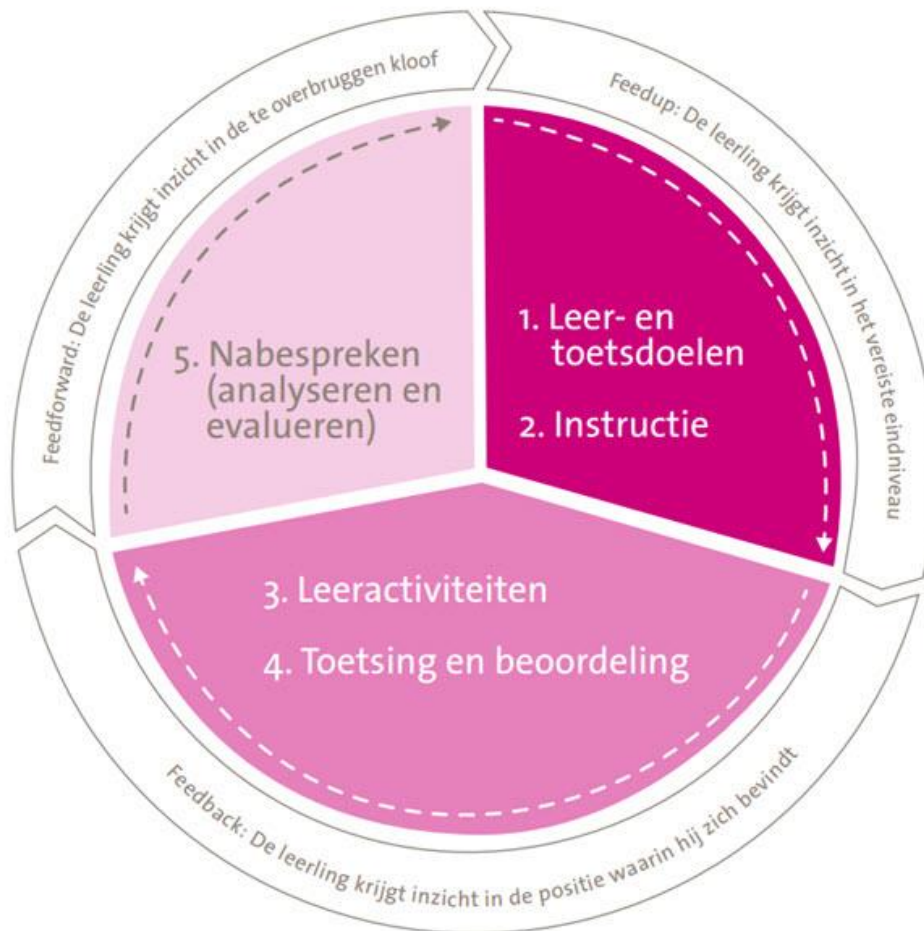 Feedup: De leerling krijgt inzicht in het vereiste eindniveau
1. Leer- en
toetsdoelen
2. Instructie
3. Leeractiviteiten
4. Toetsing en beoordeling
Feedback: De leerling krijgt inzicht in de positie waarin hij zich bevindt
5. Nabespreken
(analyseren en
evalueren)
Feedforward: De leerling krijgt inzicht in de te overbruggen kloof